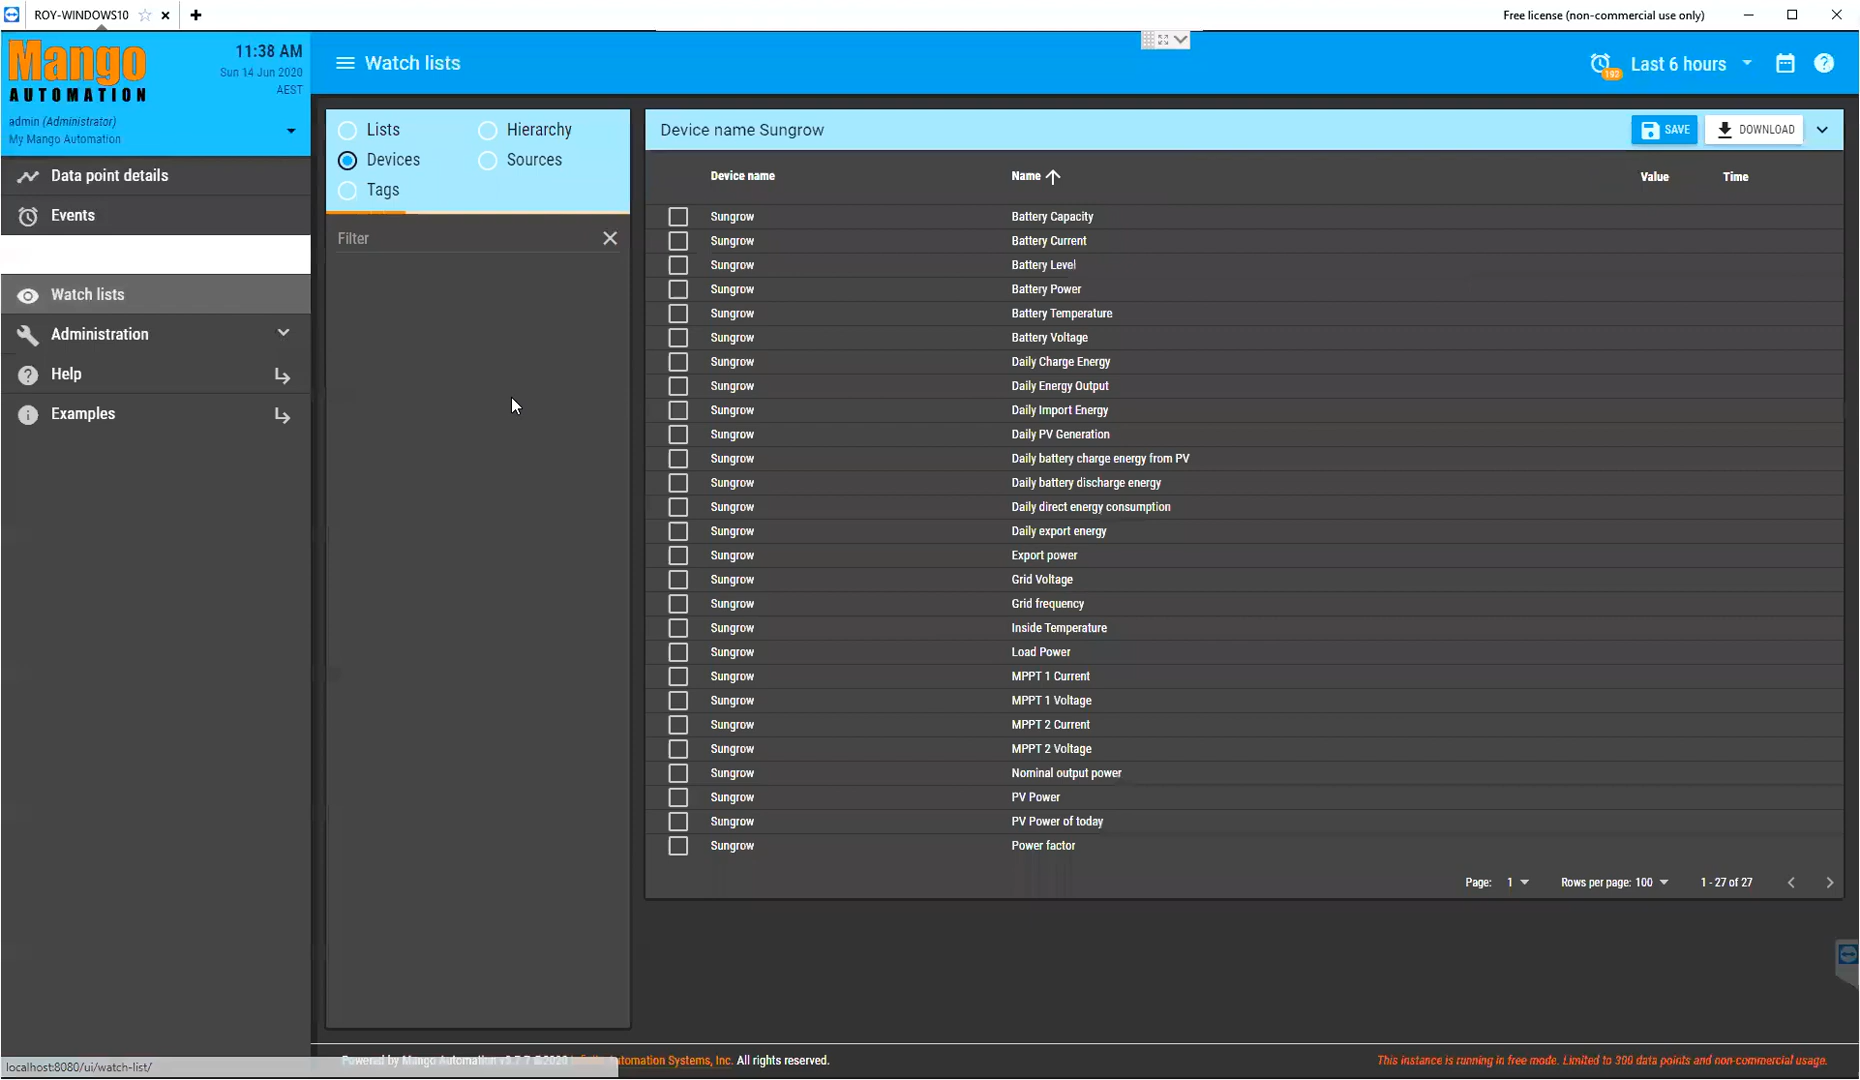 ROY-WINDOWS10
Free license (non-commercial use only)
Mango
AUTOMATION
11:38 AM
Sun 14 Jun 2020
AEST
admin (Administrator)
My Mango Automation
Watch lists
192
Last 6 hours
Data point details
Events
Watch lists
Administration
Help
Examples
Lists
Hierarchy
Devices
Sources
Tags
Filter
Device name Sungrow
SAVE
DOWNLOAD
Device name Name Value Time
Sungrow Battery Capacity
Sungrow Battery Current
Sungrow Battery Level
Sungrow Battery Power
Sungrow Battery Temperature
Sungrow Battery Voltage
Sungrow Daily Charge Energy
Sungrow Daily Energy Output
Sungrow Daily Import Energy
Sungrow Daily PV Generation
Sungrow Daily battery charge energy from PV
Sungrow Daily battery discharge energy
Sungrow Daily direct energy consumption
Sungrow Daily export energy
Sungrow Export power
Sungrow Grid Voltage
Sungrow Grid frequency
Sungrow Inside Temperature
Sungrow Load Power
Sungrow MPPT 1 Current
Sungrow MPPT 1 Voltage
Sungrow MPPT 2 Current
Sungrow MPPT 2 Voltage
Sungrow Nominal output power
Sungrow PV Power
Sungrow PV Power of today
Sungrow Power factor
Page: 1 Rows per page: 100 1 - 27 of 27
Powered by Mango Automation Automation Systems, Inc. All rights reserved.
This instance is running in free mode. Limited to 300 data points and non-commercial usage.
localhost:8080/ui/watch-list/